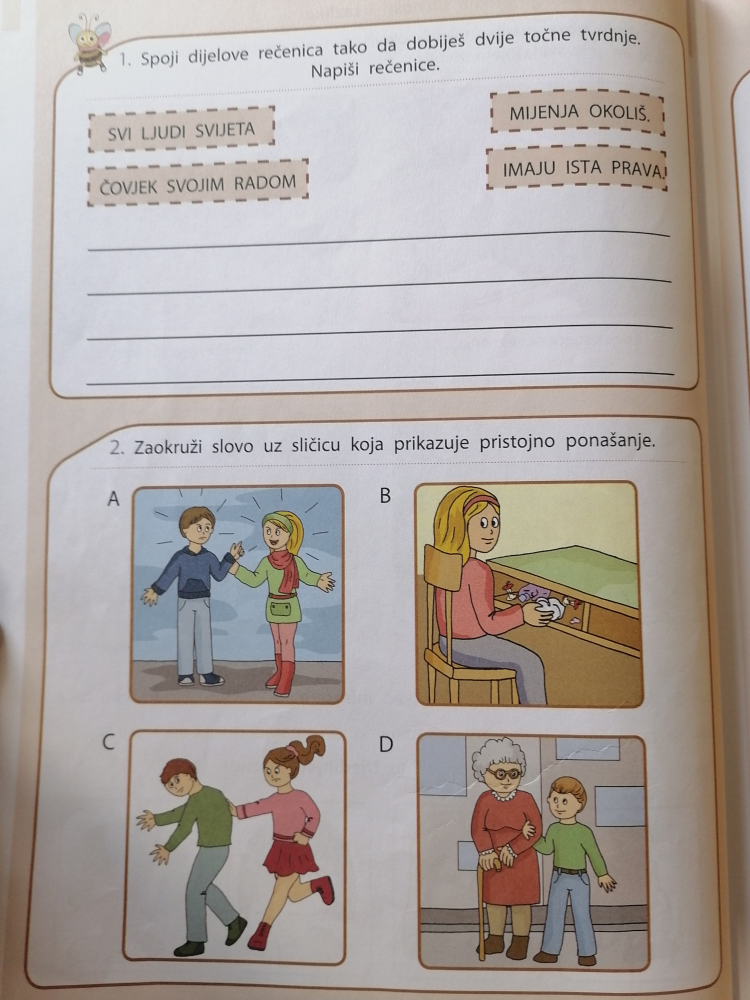 1. Spoji dijelove rečenica tako da dobiješ dvije točne tvrdnje.
Napiši rečenice.
SVI LJUDI SVIJETA
MIJENJA OKOLIŠ.
ČOVJEK SVOJIM RADOM
IMAJU ISTA PRAVA.
2. Zaokruži slovo uz sličicu koja prikazuje pristojno ponašanje.
A
B
C
D